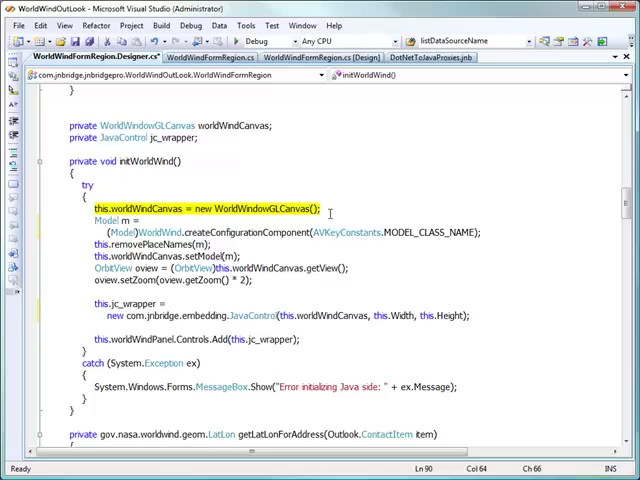 WorldWindOutLook - Microsoft Visual Studio (Administrator)
File Edit View Refactor Project Build Debug Data Tools Test Window Help
Debug Any CPU listDataSourceName
WorldWindFormRegion.Designer.cs* WorldWindFormRegion.cs WorldWindFormRegion.cs [Design] DotNetToJavaProxies.jnb
com.jnbridge.jnbridgepro.WorldWindOutLook.WorldWindFormRegion initWorldWind()
}
private WorldWindowGLCanvas worldWindCanvas;
private JavaControl jc_wrapper;
private void initWorldWind()
{
try
{
this.worldWindCanvas = new WorldWindowGLCanvas();
Model m =
(Model)WorldWind.createConfigurationComponent(AVKeyConstants.MODEL_CLASS_NAME);
this.removePlaceNames(m);
this.worldWindCanvas.setModel(m);
OrbitView oview = (OrbitView)this.worldWindCanvas.getView();
oview.setZoom(oview.getZoom() * 2);
this.jc_wrapper =
new com.jnbridge.embedding.JavaControl(this.worldWindCanvas, this.Width, this.Height);
this.worldWindPanel.Controls.Add(this.jc_wrapper);
}
catch (System.Exception ex)
{
System.Windows.Forms.MessageBox.Show("Error initializing Java side: " + ex.Message);
}
}
private gov.nasa.worldwind.geom.LatLon getLatLonForAddress(Outlook.ContactItem item)
{
Ready Ln 90 Col 64 Ch 66 INS